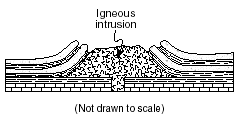 Igneous
intrusion
(Not drawn to scale)